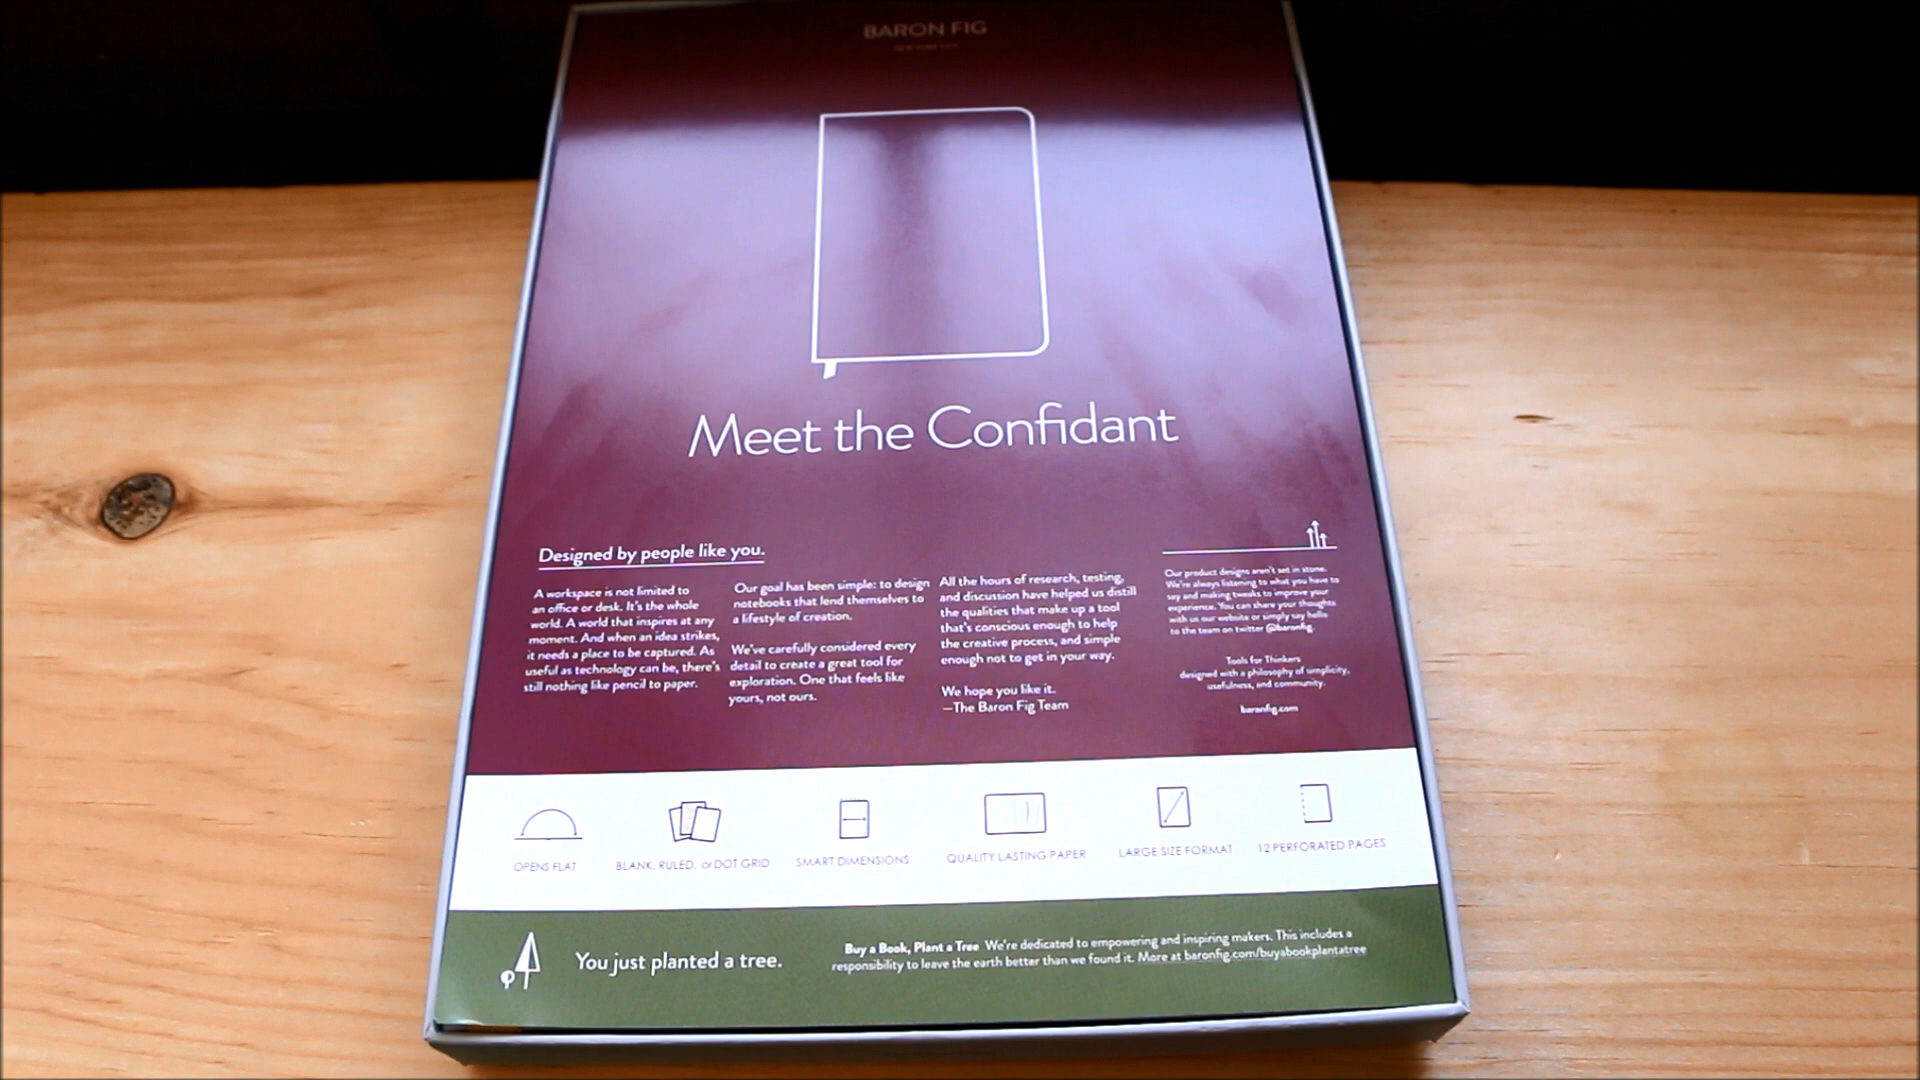 BARON FIG
NEW YORK CITY
Meet the Confidant
Designed by people like you.
A workspace is not limited to
an office or desk. It's the whole
world. A world that inspires at any
moment. And when an idea strikes,
it needs a place to be captured. As
useful as technology can be, there's
still nothing like pencil to paper.
Our goal has been simple: to design
notebooks that lend themselves to
a lifestyle of creation.
We've carefully considered every
detail to create a great tool for
exploration. One that feels like
yours, not ours.
All the hours of research, testing,
and discussion have helped us distill
the qualities that make up a tool
that's conscious enough to help
the creative process, and simple
enough not to get in your way.
We hope you like it.
—The Baron Fig Team
Our product designs aren't set in stone.
We're always listening to what you have to
say and making tweaks to improve your
experience. You can share your thoughts
with us our website or simply say hello
to the team on twitter @baronfig.
Tools for Thinkers
designed with a philosophy of simplicity,
usefulness, and community.
baronfig.com
OPENS FLAT
BLANK, RULED, or DOT GRID
SMART DIMENSIONS
QUALITY LASTING PAPER
LARGE SIZE FORMAT
12 PERFORATED PAGES
You just planted a tree.
Buy a Book, Plant a Tree We're dedicated to empowering and inspiring makers. This includes a
responsibility to leave the earth better than we found it. More at baronfig.com/buyabookplantatree